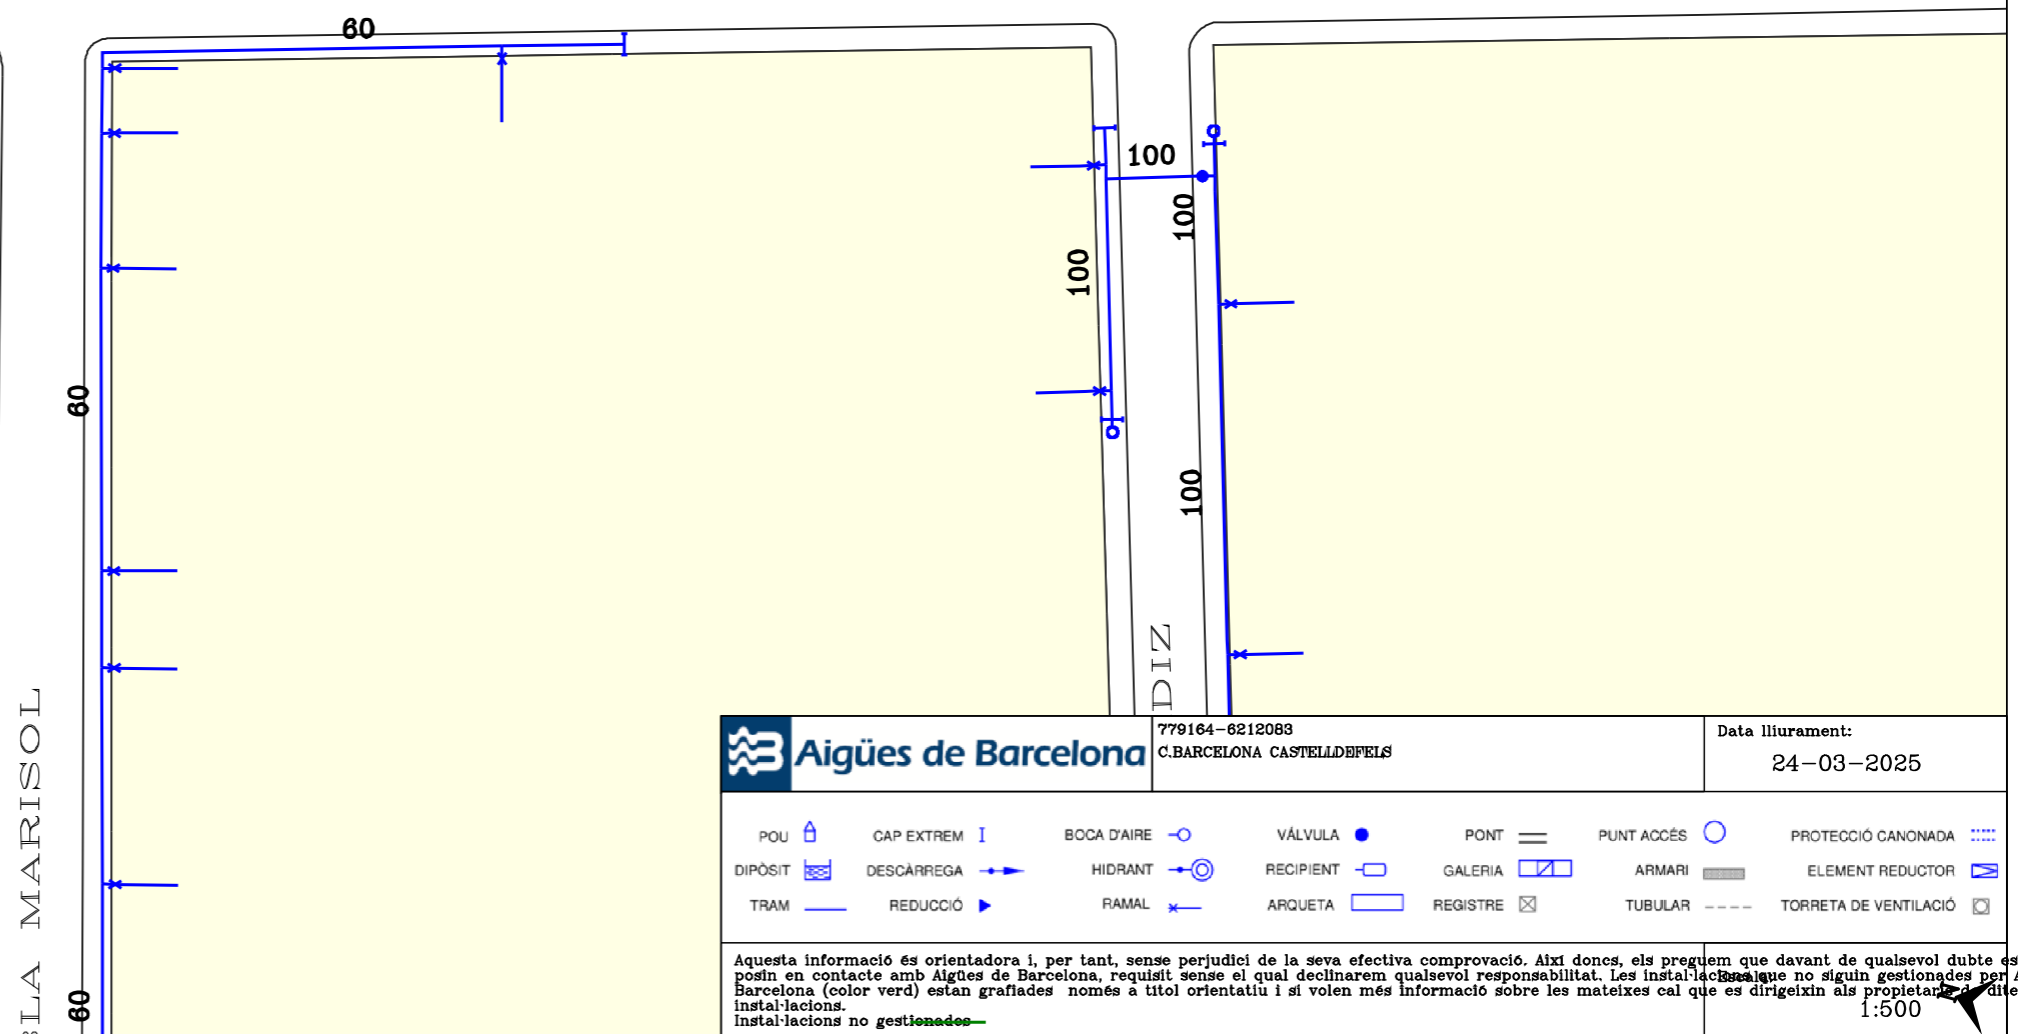 60
100
100
100
60
100
DIZ
MARISOL
BLA
60
Aigües de Barcelona
779164-6212083
C.BARCELONA CASTELLDEFELS
Data lliurament:
24-03-2025
POU CAP EXTREM BOCA D'AIRE VÁLVULA PONT PUNT ACCÉS PROTECCIÓ CANONADA
DIPÒSIT DESCÀRREGA HIDRANT RECIPIENT GALERIA ARMARI ELEMENT REDUCTOR
TRAM REDUCCIÓ RAMAL ARQUETA REGISTRE TUBULAR TORRETA DE VENTILACIÓ
Aquesta informació és orientadora i, per tant, sense perjudici de la seva efectiva comprovació. Així doncs, els preguem que davant de qualsevol dubte es
posin en contacte amb Aigües de Barcelona, requisit sense el qual declinarem qualsevol responsabilitat. Les instal·lacions que no siguin gestionades per A
Barcelona (color verd) estan grafiades només a títol orientatiu i si volen més informació sobre les mateixes cal que es dirigeixin als propietaris de dite
instal·lacions.
Instal·lacions no gestionades
Escala:
1:500
N